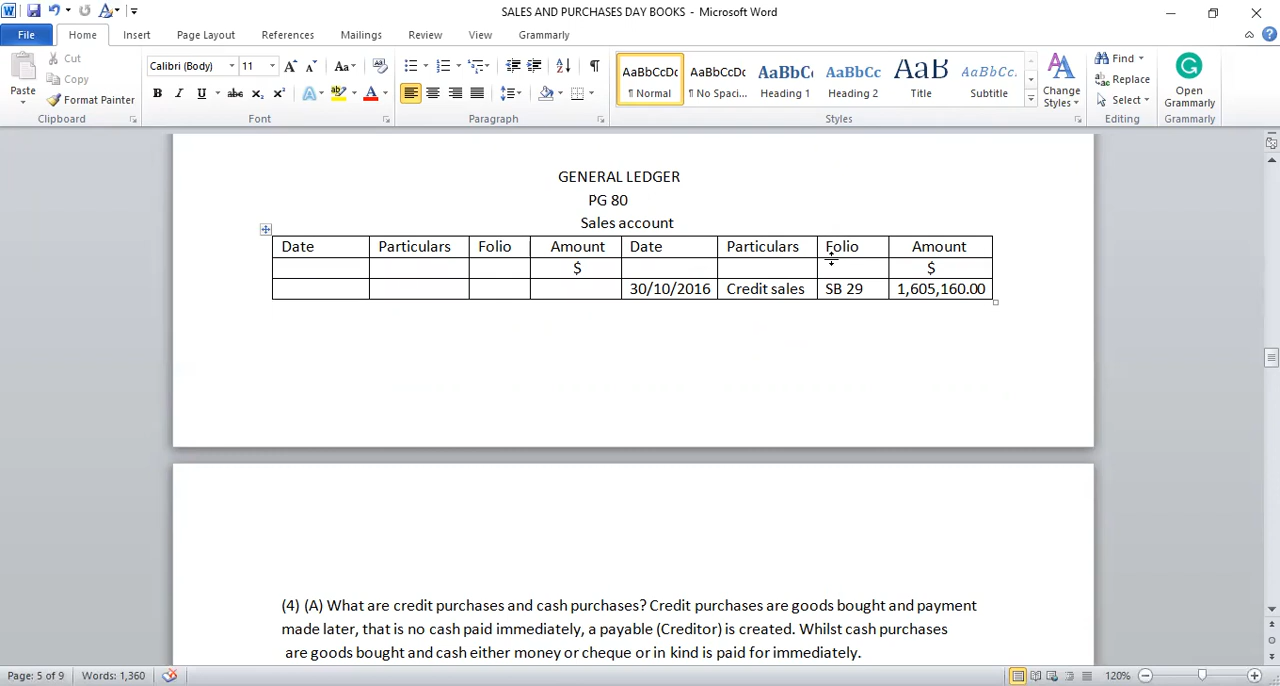 SALES AND PURCHASES DAY BOOKS - Microsoft Word
File Home Insert Page Layout References Mailings Review View Grammarly
Paste Cut Copy Format Painter Clipboard
Calibri (Body) 11 Aa Aa
B I U abc X₂ X² A A
Font
Paragraph
AaBbCcDc AaBbCcDc AaBbC AaBbCc AaB AaBbCc.
¶ Normal ¶ No Spaci... Heading 1 Heading 2 Title Subtitle
Change Styles
Styles
Find Replace Select Editing
Open Grammarly
Grammarly
GENERAL LEDGER
PG 80
Sales account
Date Particulars Folio Amount Date Particulars Folio Amount
$ $
30/10/2016 Credit sales SB 29 1,605,160.00
(4) (A) What are credit purchases and cash purchases? Credit purchases are goods bought and payment
made later, that is no cash paid immediately, a payable (Creditor) is created. Whilst cash purchases
are goods bought and cash either money or cheque or in kind is paid for immediately.
Page: 5 of 9 Words: 1,360 120%